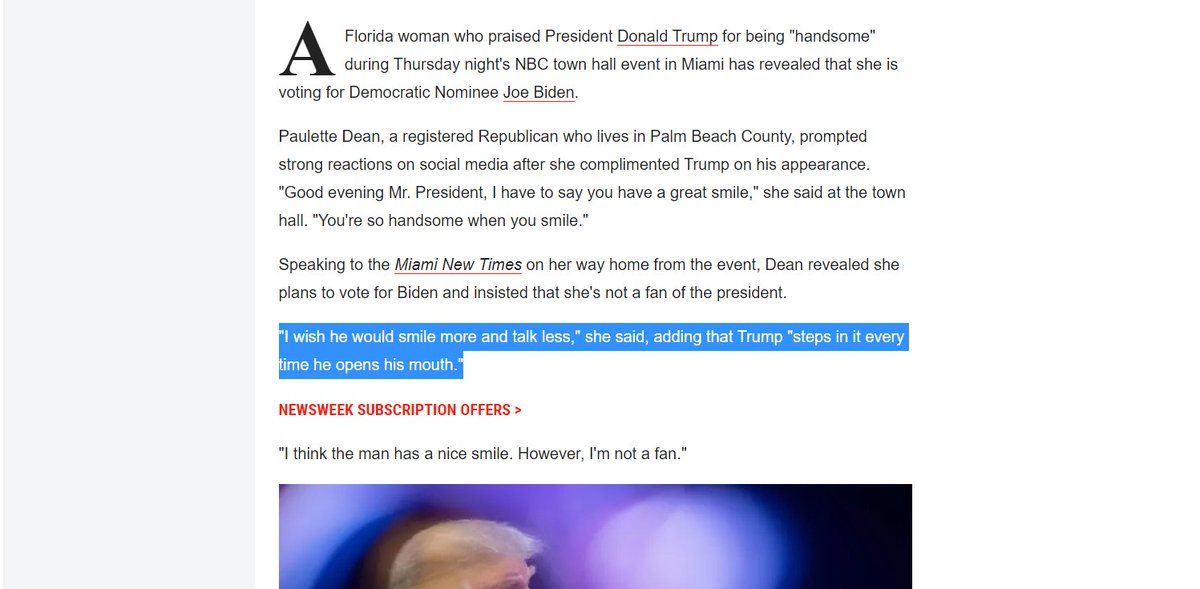 A Florida woman who praised President Donald Trump for being "handsome"
during Thursday night's NBC town hall event in Miami has revealed that she is
voting for Democratic Nominee Joe Biden.
Paulette Dean, a registered Republican who lives in Palm Beach County, prompted
strong reactions on social media after she complimented Trump on his appearance.
"Good evening Mr. President, I have to say you have a great smile," she said at the town
hall. "You're so handsome when you smile."
Speaking to the Miami New Times on her way home from the event, Dean revealed she
plans to vote for Biden and insisted that she's not a fan of the president.
"I wish he would smile more and talk less," she said, adding that Trump "steps in it every
time he opens his mouth."
NEWSWEEK SUBSCRIPTION OFFERS >
"I think the man has a nice smile. However, I'm not a fan."